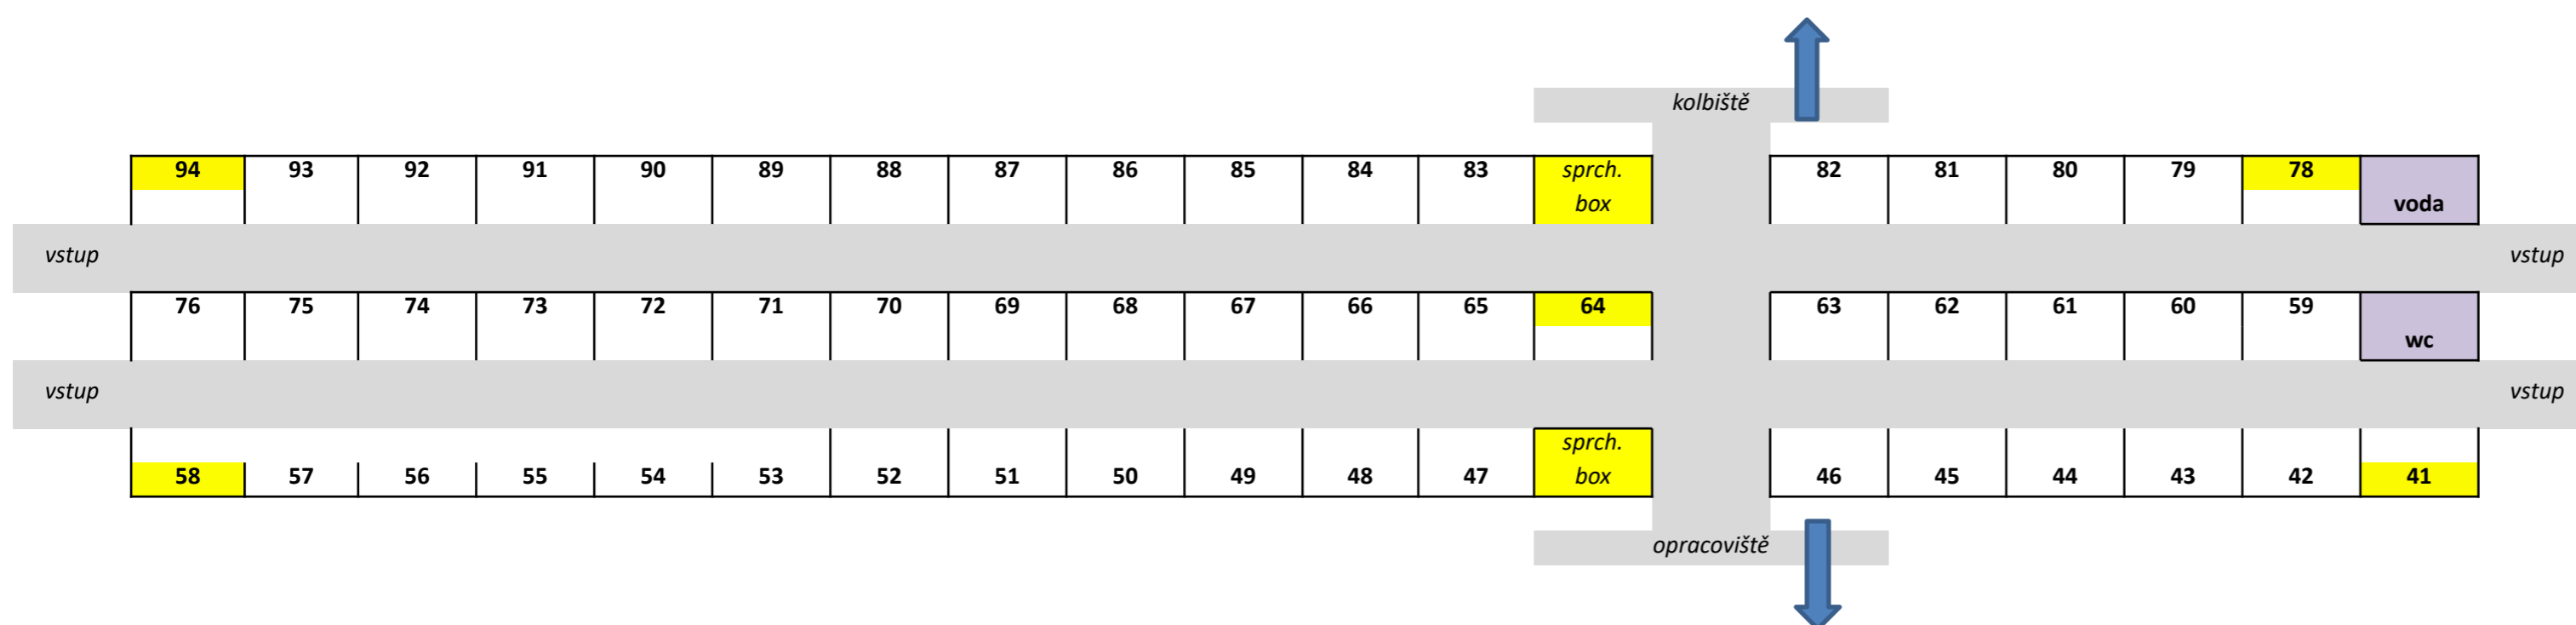 kolbiště
94 93 92 91 90 89 88 87 86 85 84 83 sprch. 82 81 80 79 78
box voda
vstup vstup
76 75 74 73 72 71 70 69 68 67 66 65 64 63 62 61 60 59
wc
vstup vstup
sprch.
58 57 56 55 54 53 52 51 50 49 48 47 box 46 45 44 43 42 41
opracoviště